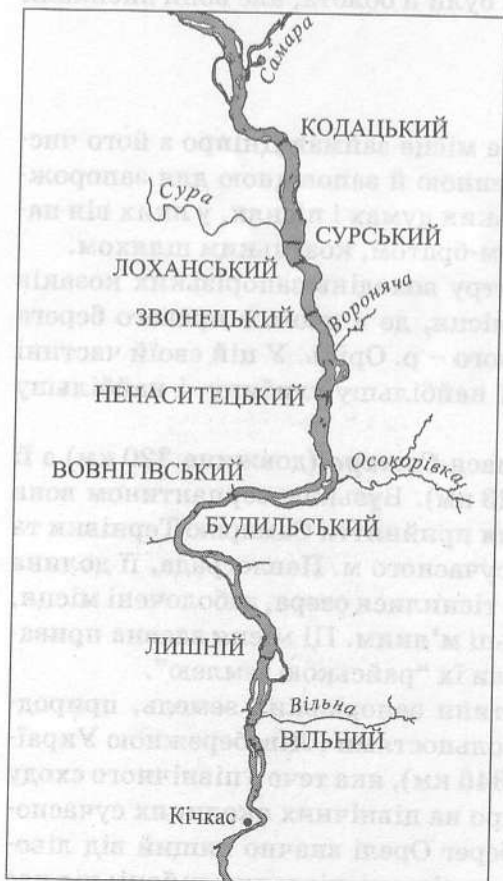 Самара
КОДАЦЬКИЙ
Сура
СУРСЬКИЙ
ЛОХАНСЬКИЙ
ЗВОНЕЦЬКИЙ
Вороняча
НЕНАСИТЕЦЬКИЙ
ВОВНІГІВСЬКИЙ
Осокорівка
БУДИЛЬСЬКИЙ
ЛИШНІЙ
Вільна
ВІЛЬНИЙ
Кічкас